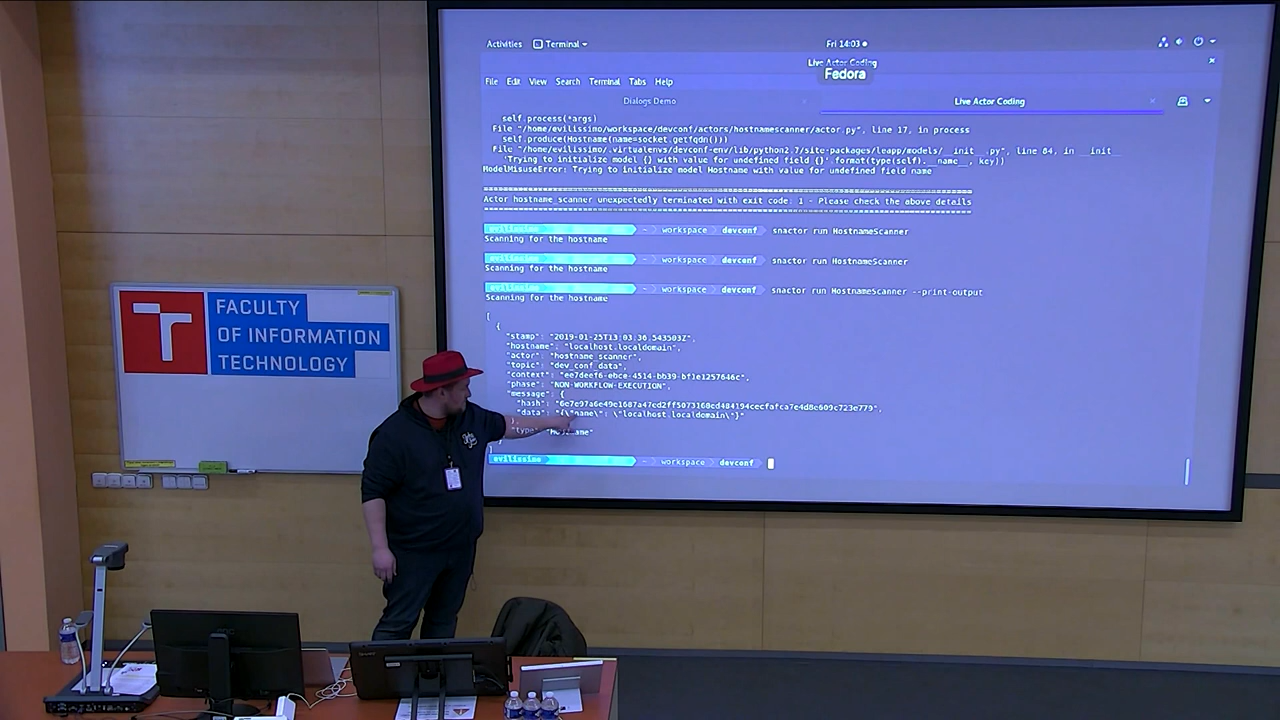 Activities Terminal Fri 14:03
Live Actor Coding
Fedora
File Edit View Search Terminal Tabs Help
Dialogs Demo Live Actor Coding
self.process(*args)
File "/home/evilissimo/workspace/devconf/actors/hostnamescanner/actor.py", line 17, in process
self.produce(Hostname(name=socket.getfqdn()))
File "/home/evilissimo/.virtualenvs/devconf-env/lib/python2.7/site-packages/leapp/models/__init__.py", line 84, in __init__
'Trying to initialize model {} with value for undefined field {}'.format(type(self).__name__, key))
ModelMisuseError: Trying to initialize model Hostname with value for undefined field name
Actor hostname_scanner unexpectedly terminated with exit code: 1 - Please check the above details
evilissimo ~ workspace devconf snactor run HostnameScanner
Scanning for the hostname
evilissimo ~ workspace devconf snactor run HostnameScanner
Scanning for the hostname
evilissimo ~ workspace devconf snactor run HostnameScanner --print-output
Scanning for the hostname
[
{
"stamp": "2019-01-25T13:03:36.543503Z",
"hostname": "localhost.localdomain",
"actor": "hostname_scanner",
"topic": "dev_conf_data",
"phase": "NON-WORKFLOW-EXECUTION",
"message": {
"hash":
"data": "{\"name\": \"localhost.localdomain\"}"
"type": "Hostname"
evilissimo ~ workspace devconf
T FACULTY
OF INFORMATION
TECHNOLOGY